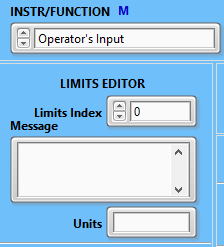 INSTR/FUNCTION M
Operator's Input
LIMITS EDITOR
Limits Index 0
Message
Units